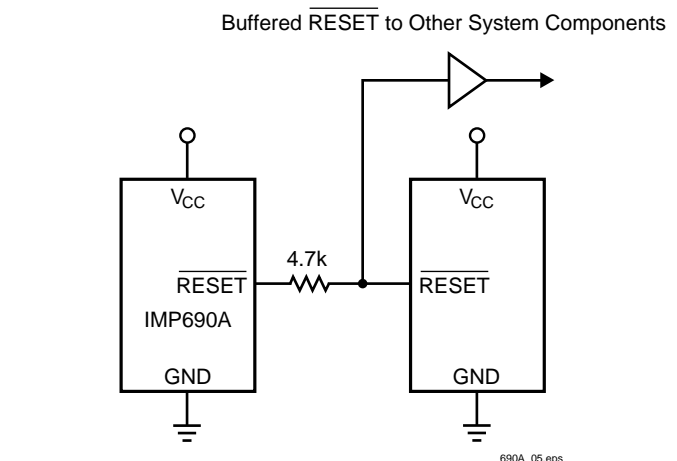 Buffered RESET to Other System Components
VCC
VCC
4.7k
RESET
RESET
IMP690A
GND
GND
690A_05.eps